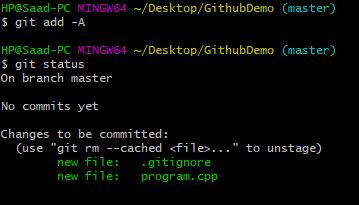 HP@Saad-PC MINGW64 ~/Desktop/GithubDemo (master)
$ git add -A
HP@Saad-PC MINGW64 ~/Desktop/GithubDemo (master)
$ git status
On branch master
No commits yet
Changes to be committed:
  (use "git rm --cached <file>..." to unstage)
        new file:   .gitignore
        new file:   program.cpp